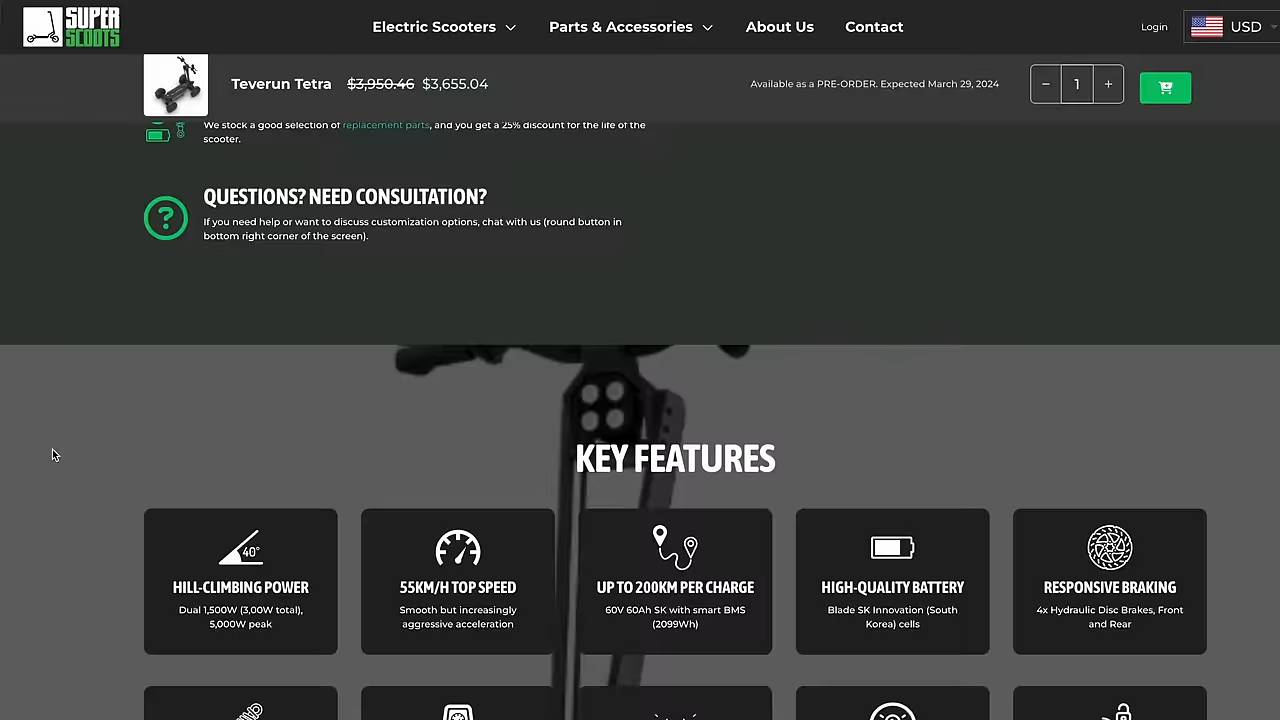 SUPER
SCOOTS
Electric Scooters
Parts & Accessories
About Us
Contact
Login
USD
Teverun Tetra
$3,950.46 $3,655.04
Available as a PRE-ORDER. Expected March 29, 2024
− 1 +
We stock a good selection of replacement parts, and you get a 25% discount for the life of the
scooter.
QUESTIONS? NEED CONSULTATION?
If you need help or want to discuss customization options, chat with us (round button in
bottom right corner of the screen).
KEY FEATURES
40°
HILL-CLIMBING POWER
Dual 1,500W (3,00W total),
5,000W peak
55KM/H TOP SPEED
Smooth but increasingly
aggressive acceleration
UP TO 200KM PER CHARGE
60V 60Ah SK with smart BMS
(2099Wh)
HIGH-QUALITY BATTERY
Blade SK Innovation (South
Korea) cells
RESPONSIVE BRAKING
4x Hydraulic Disc Brakes, Front
and Rear